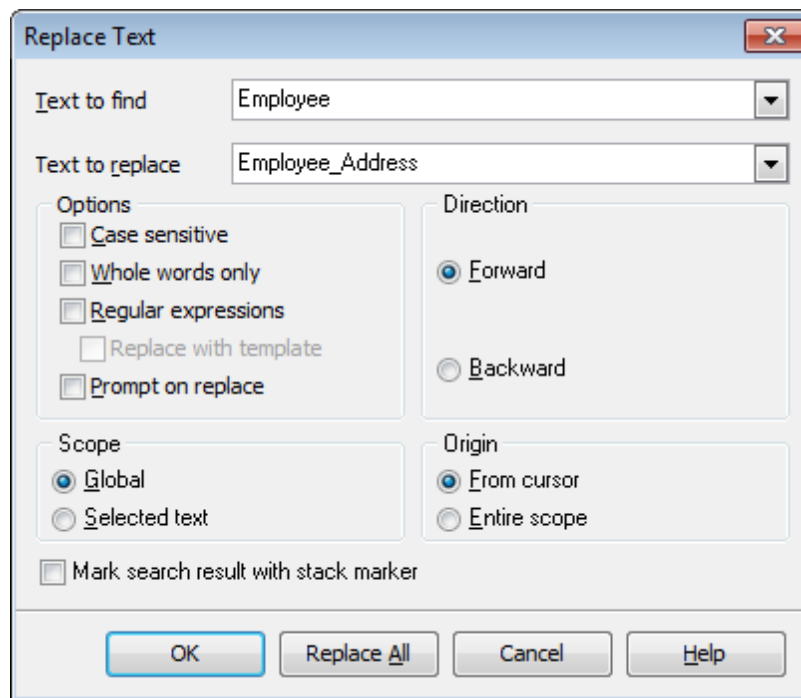 Replace Text
Text to find
Employee
Text to replace
Employee_Address
Options
Case sensitive
Whole words only
Regular expressions
Replace with template
Prompt on replace
Direction
Forward
Backward
Scope
Global
Selected text
Origin
From cursor
Entire scope
Mark search result with stack marker
OK Replace All Cancel Help